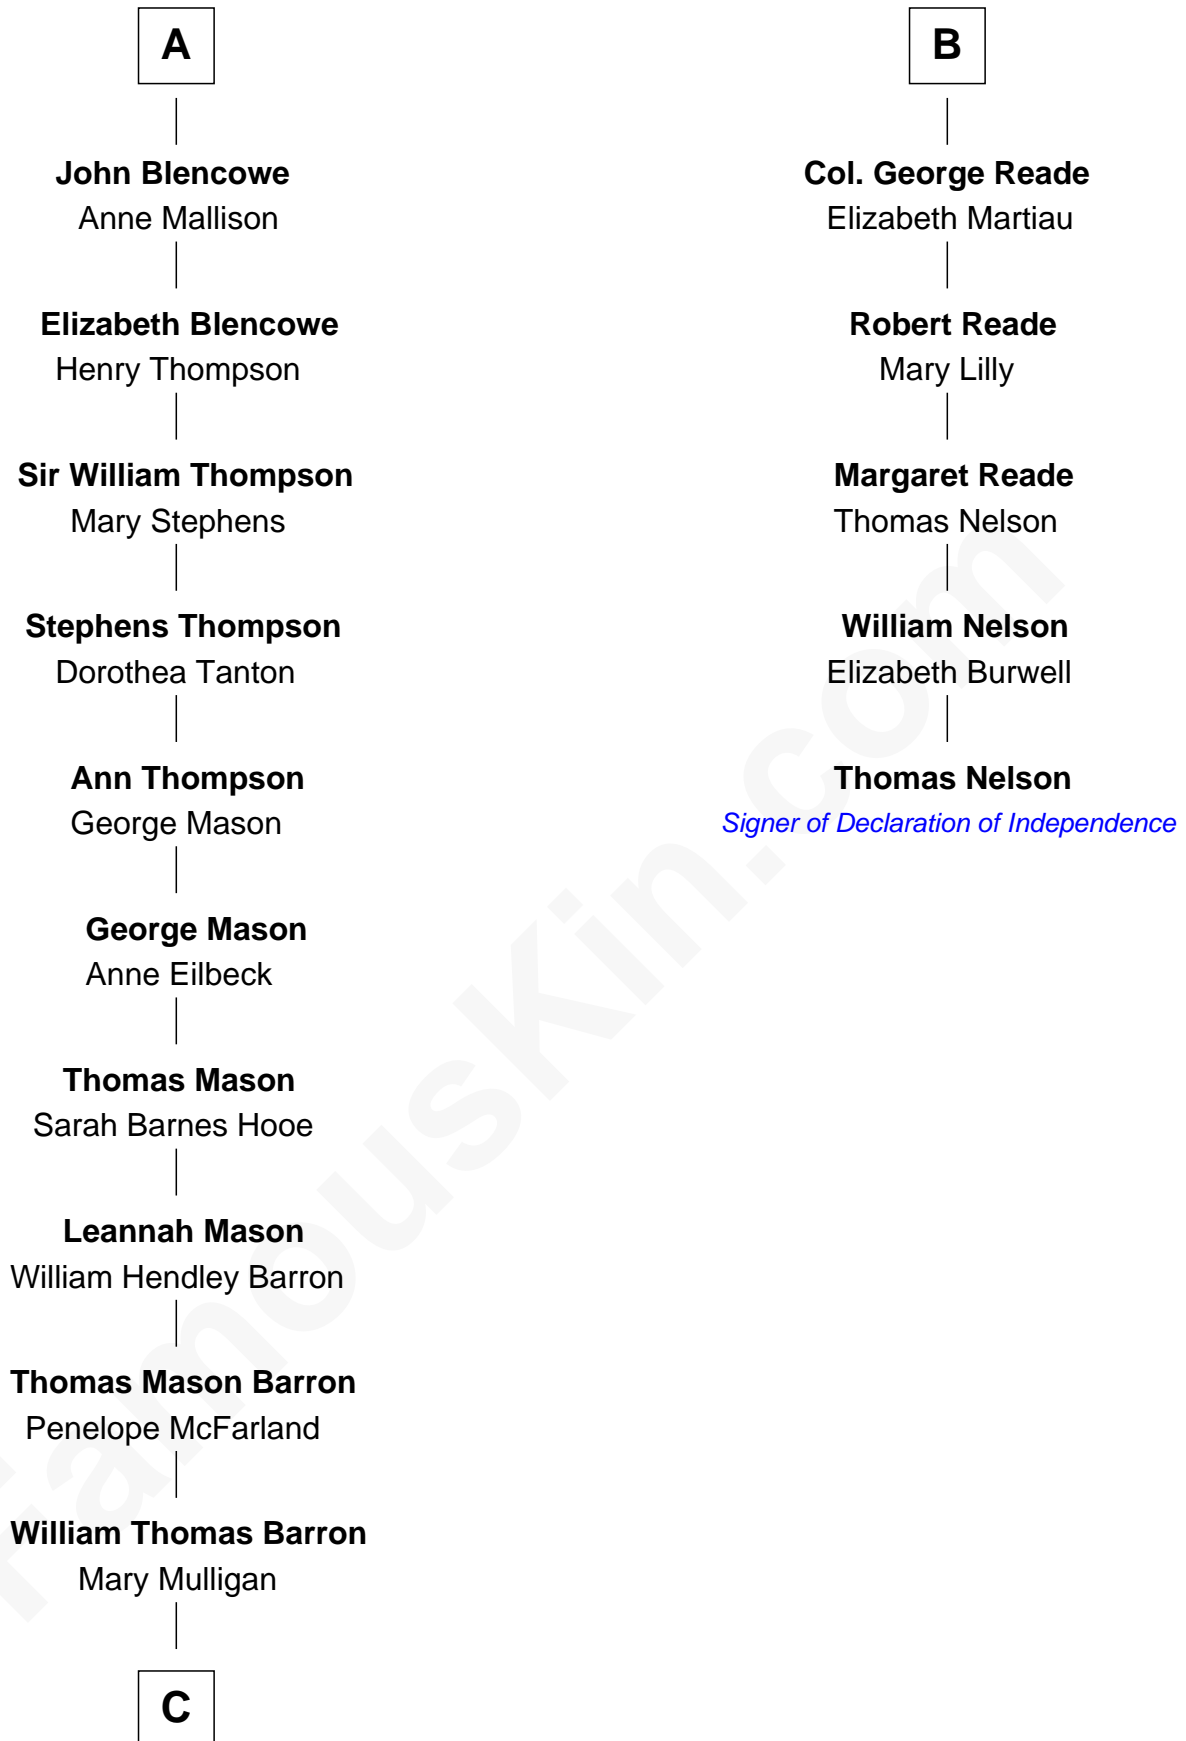 A
John Blencowe
Anne Mallison
Elizabeth Blencowe
Henry Thompson
Sir William Thompson
Mary Stephens
Stephens Thompson
Dorothea Tanton
Ann Thompson
George Mason
George Mason
Anne Eilbeck
Thomas Mason
Sarah Barnes Hooe
Leannah Mason
William Hendley Barron
Thomas Mason Barron
Penelope McFarland
William Thomas Barron
Mary Mulligan
C
B
Col. George Reade
Elizabeth Martiau
Robert Reade
Mary Lilly
Margaret Reade
Thomas Nelson
William Nelson
Elizabeth Burwell
Thomas Nelson
Signer of Declaration of Independence
FamousKin.com